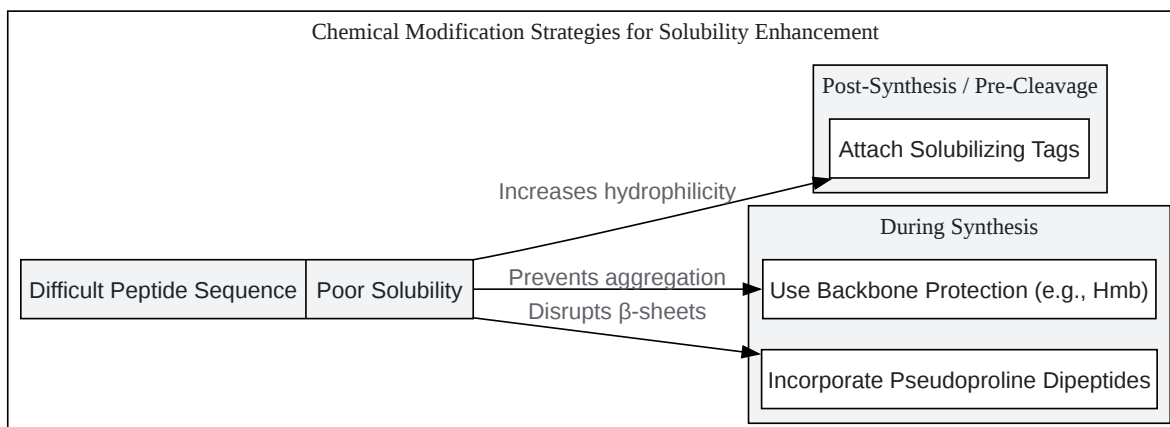 Chemical Modification Strategies for Solubility Enhancement
Post-Synthesis / Pre-Cleavage
Attach Solubilizing Tags
Increases hydrophilicity
During Synthesis
Difficult Peptide Sequence
Poor Solubility
Prevents aggregation
Use Backbone Protection (e.g., Hmb)
Disrupts β-sheets
Incorporate Pseudoproline Dipeptides